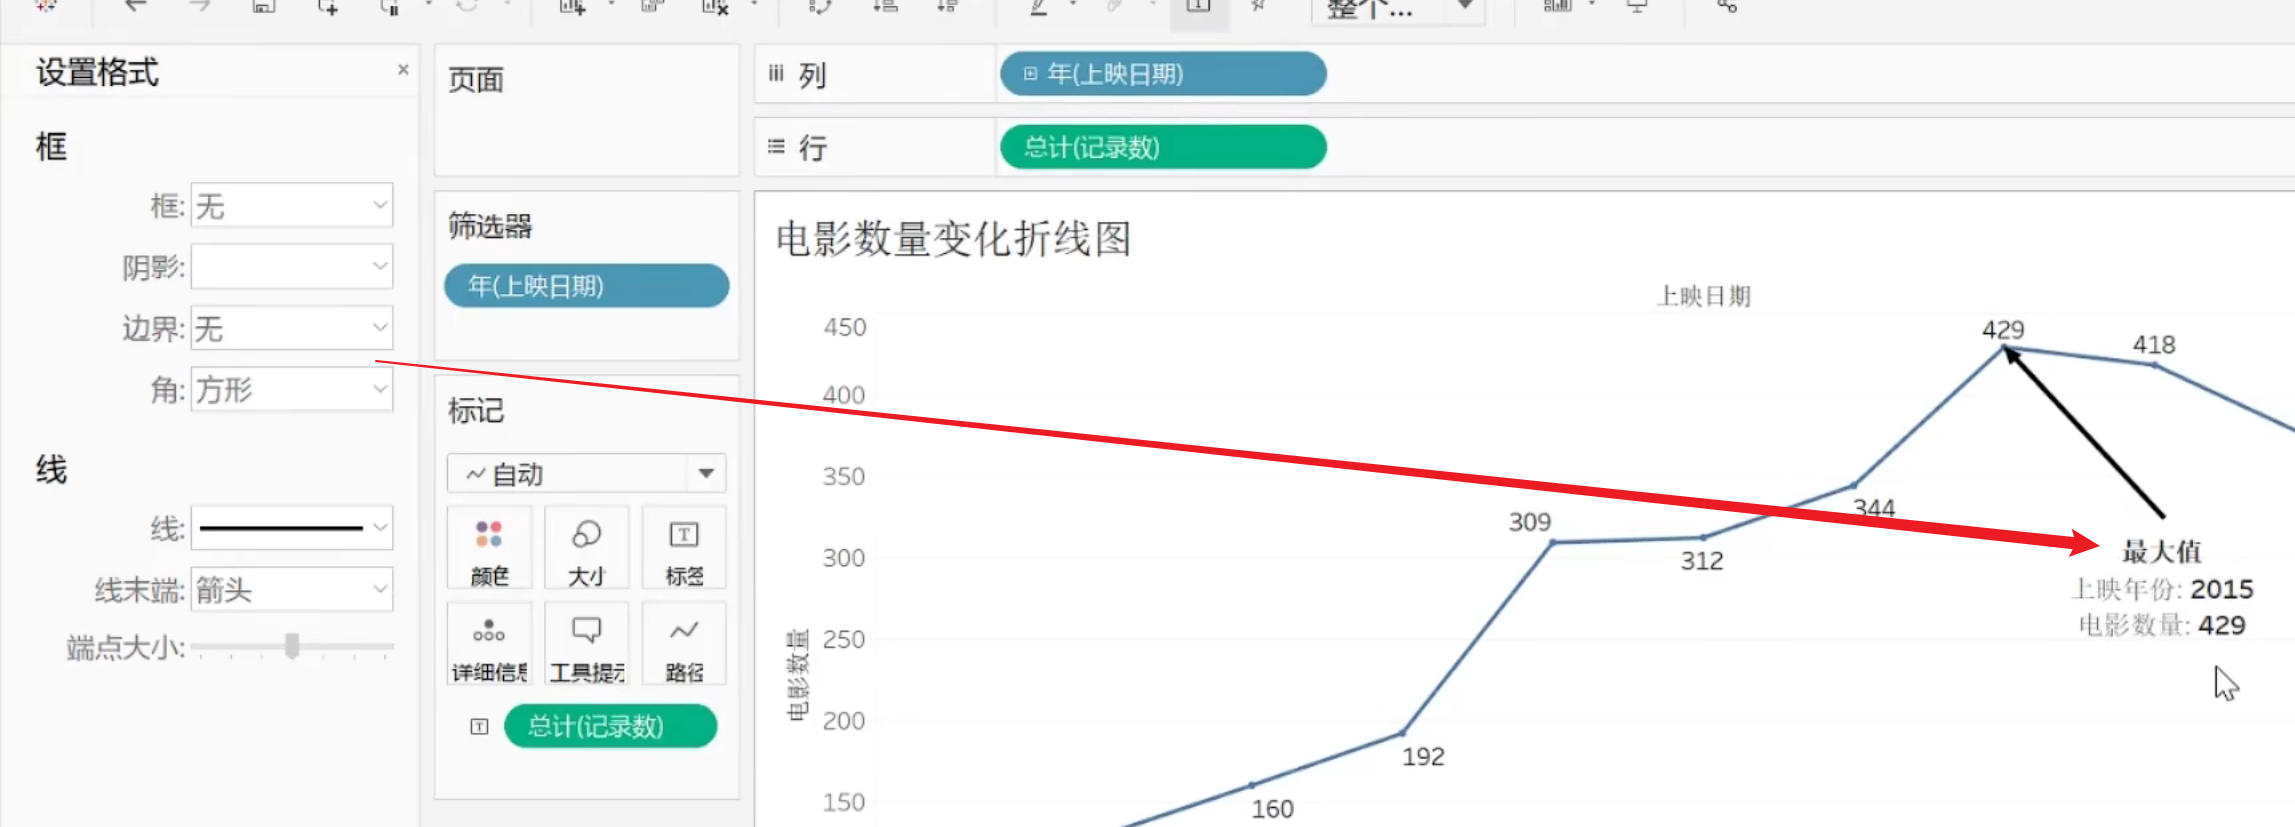 整个...
设置格式
框
框: 无
阴影:
边界: 无
角: 方形
线
线:
线末端: 箭头
端点大小:
页面
筛选器
年(上映日期)
标记
自动
颜色
大小
标签
详细信息
工具提示
路径
总计(记录数)
列
年(上映日期)
行
总计(记录数)
电影数量变化折线图
上映日期
电影数量
450
400
350
300
250
200
150
160
192
309
312
344
429
418
最大值
上映年份: 2015
电影数量: 429